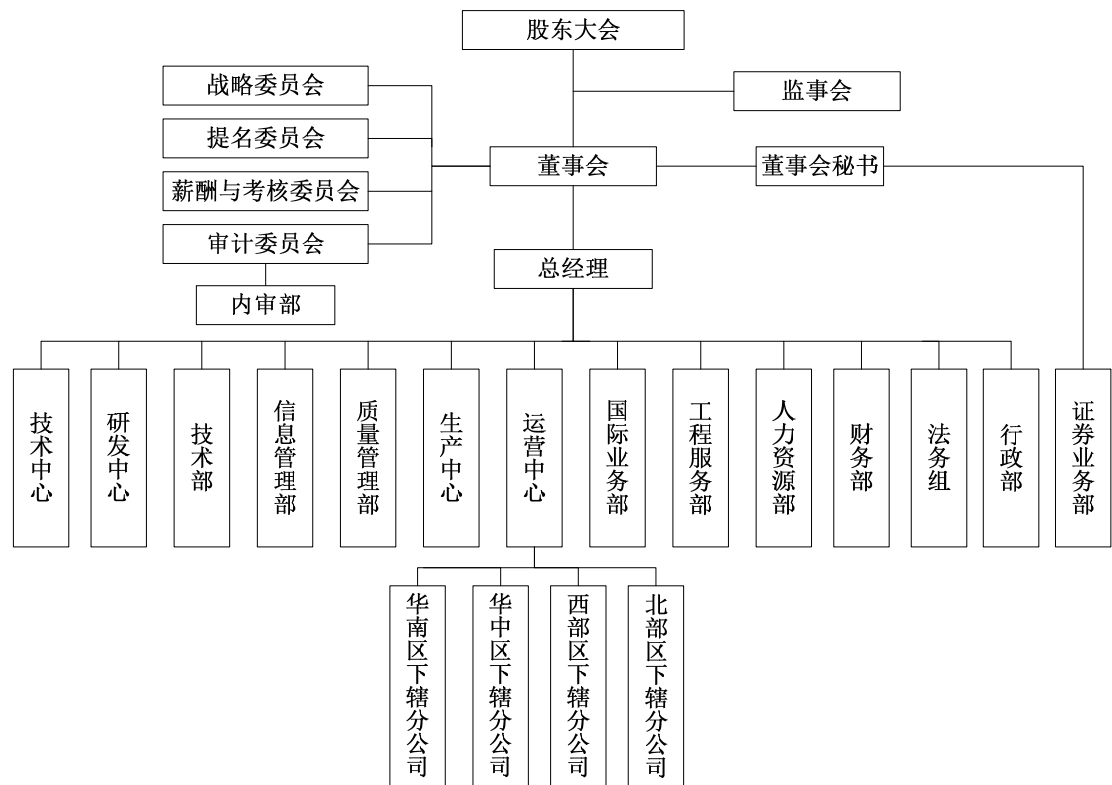 股东大会
战略委员会
监事会
提名委员会
董事会
董事会秘书
薪酬与考核委员会
审计委员会
总经理
内审部
技术中心
研发中心
技术部
信息管理部
质量管理部
生产中心
运营中心
国际业务部
工程服务部
人力资源部
财务部
法务组
行政部
证券业务部
华南区下辖分公司
华中区下辖分公司
西部区下辖分公司
北部区下辖分公司